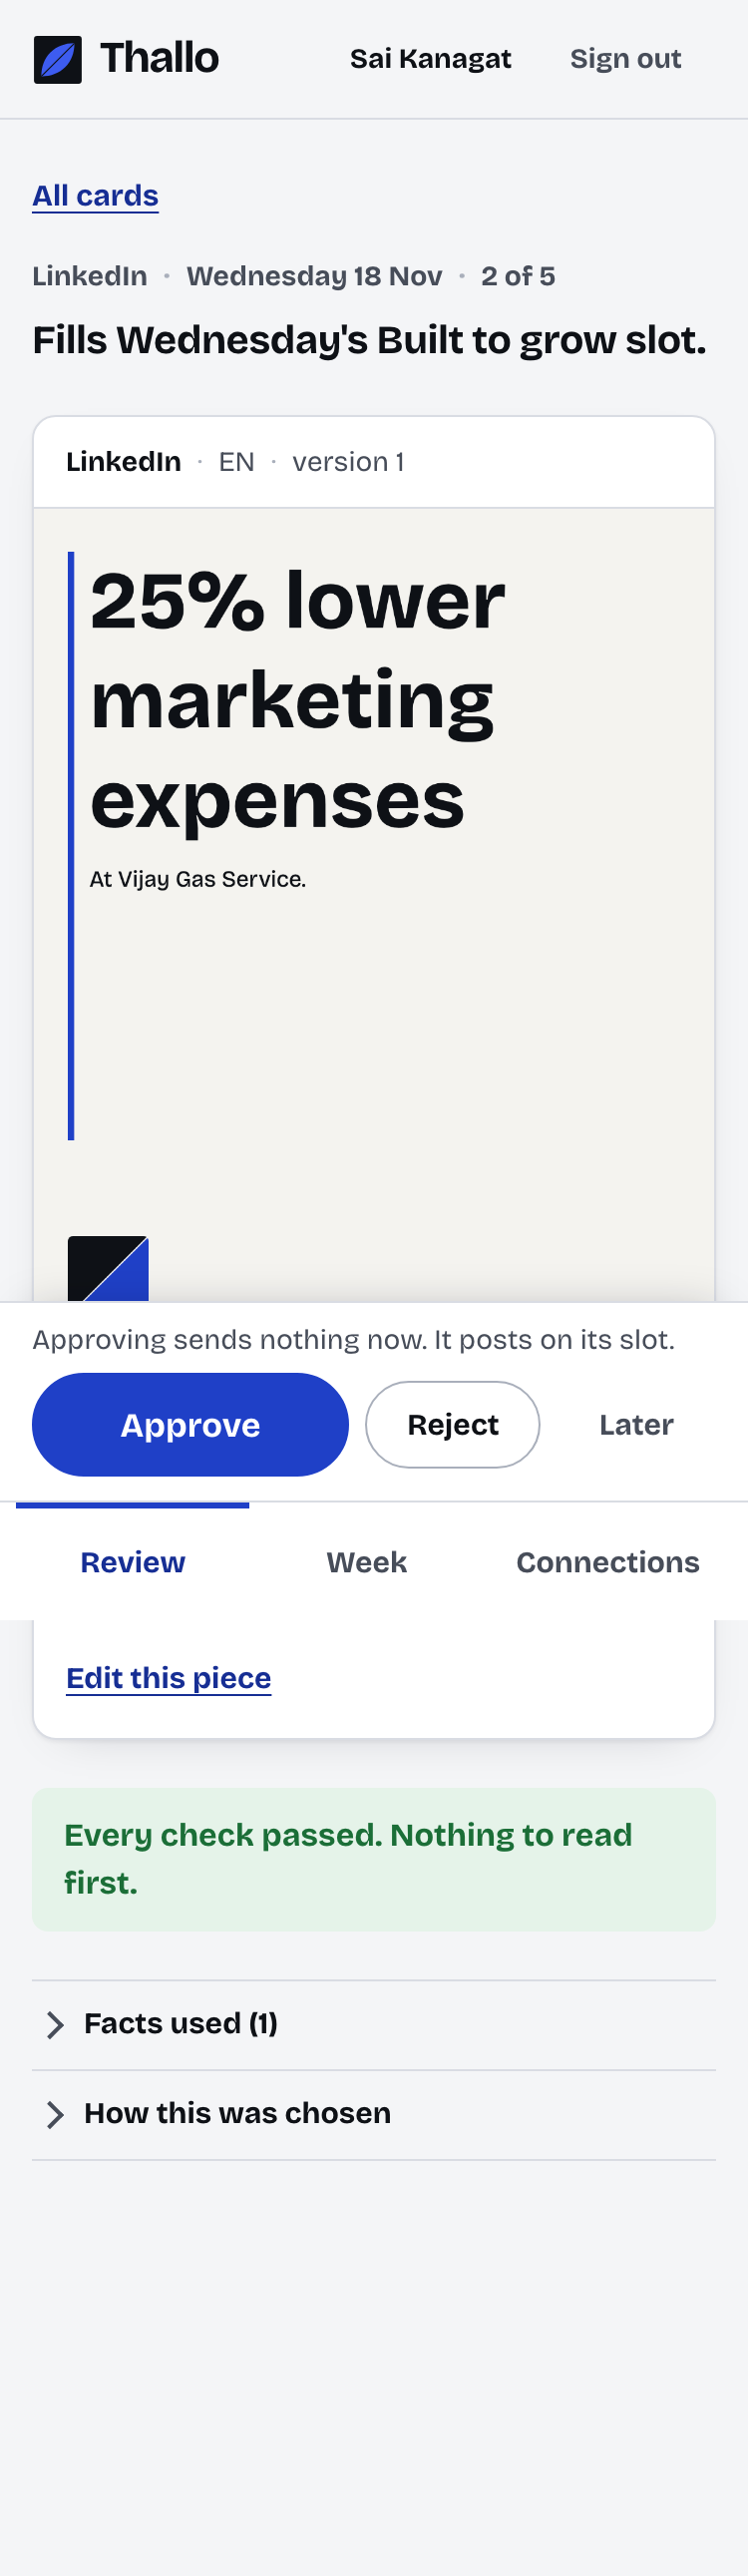 Thallo
Sai Kanagat
Sign out
All cards
LinkedIn · Wednesday 18 Nov · 2 of 5
Fills Wednesday's Built to grow slot.
LinkedIn · EN · version 1
25% lower
marketing
expenses
At Vijay Gas Service.
Approving sends nothing now. It posts on its slot.
Approve
Reject
Later
Review
Week
Connections
Edit this piece
Every check passed. Nothing to read
first.
Facts used (1)
How this was chosen